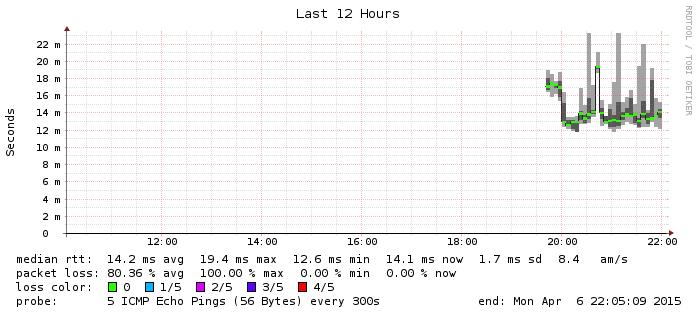 Last 12 Hours
RRDTOOL / TOBI OETIKER
Seconds
22 m
20 m
18 m
16 m
14 m
12 m
10 m
8 m
6 m
4 m
2 m
0
12:00 14:00 16:00 18:00 20:00 22:00
median rtt: 14.2 ms avg 19.4 ms max 12.6 ms min 14.1 ms now 1.7 ms sd 8.4 am/s
packet loss: 80.36 % avg 100.00 % max 0.00 % min 0.00 % now
loss color: 0 1/5 2/5 3/5 4/5
probe: 5 ICMP Echo Pings (56 Bytes) every 300s end: Mon Apr 6 22:05:09 2015